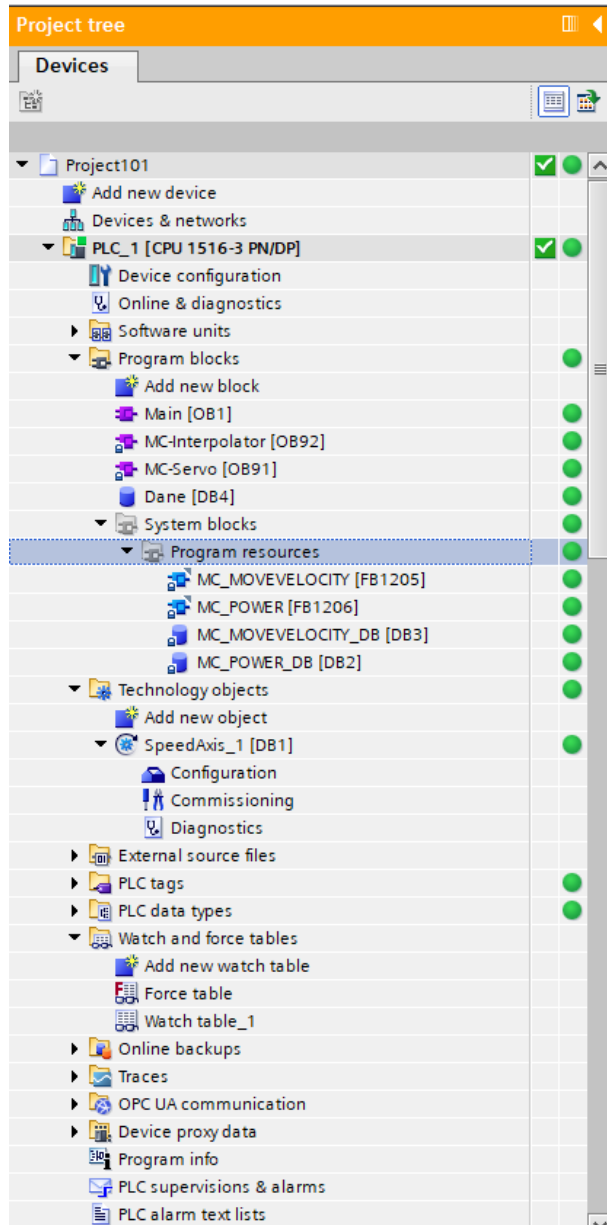 Project tree
Devices
Project101
Add new device
Devices & networks
PLC_1 [CPU 1516-3 PN/DP]
Device configuration
Online & diagnostics
Software units
Program blocks
Add new block
Main [OB1]
MC-Interpolator [OB92]
MC-Servo [OB91]
Dane [DB4]
System blocks
Program resources
MC_MOVEVELOCITY [FB1205]
MC_POWER [FB1206]
MC_MOVEVELOCITY_DB [DB3]
MC_POWER_DB [DB2]
Technology objects
Add new object
SpeedAxis_1 [DB1]
Configuration
Commissioning
Diagnostics
External source files
PLC tags
PLC data types
Watch and force tables
Add new watch table
Force table
Watch table_1
Online backups
Traces
OPC UA communication
Device proxy data
Program info
PLC supervisions & alarms
PLC alarm text lists